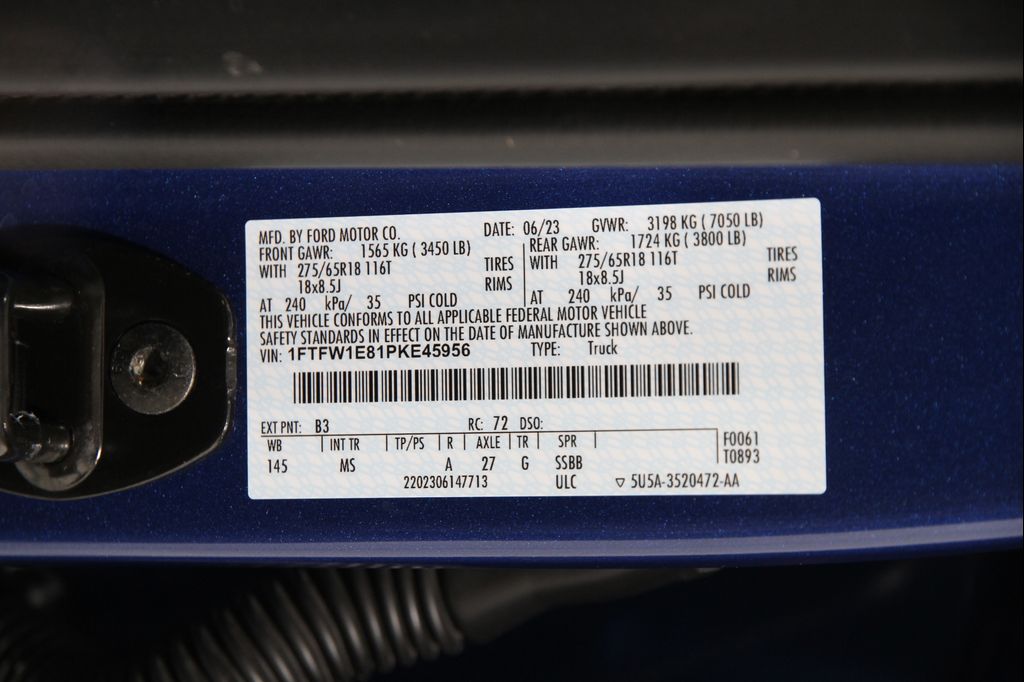 MFD. BY FORD MOTOR CO. DATE: 06/23 GVWR: 3198 KG ( 7050 LB)
FRONT GAWR: 1565 KG ( 3450 LB) REAR GAWR: 1724 KG ( 3800 LB)
WITH 275/65R18 116T TIRES WITH 275/65R18 116T TIRES
18x8.5J RIMS 18x8.5J RIMS
AT 240 kPa/ 35 PSI COLD AT 240 kPa/ 35 PSI COLD
THIS VEHICLE CONFORMS TO ALL APPLICABLE FEDERAL MOTOR VEHICLE
SAFETY STANDARDS IN EFFECT ON THE DATE OF MANUFACTURE SHOWN ABOVE.
VIN: 1FTFW1E81PKE45956 TYPE: Truck
EXT PNT: B3 RC: 72 DSO:
WB INT TR TP/PS R AXLE TR SPR F0061
145 MS A 27 G SSBB T0893
2202306147713 ULC ▽ 5U5A-3520472-AA